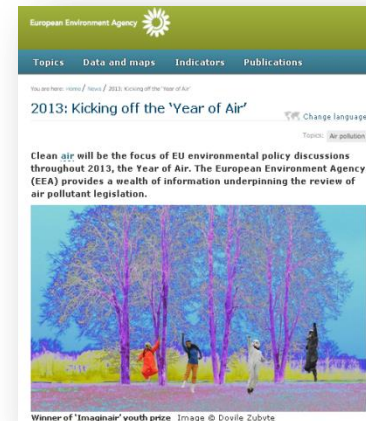 European Environment Agency
Topics Data and maps Indicators Publications
You are here: Home / News / 2013: Kicking off the 'Year of Air'
2013: Kicking off the 'Year of Air'
Change language
Topics: Air pollution
Clean air will be the focus of EU environmental policy discussions
throughout 2013, the Year of Air. The European Environment Agency
(EEA) provides a wealth of information underpinning the review of
air pollutant legislation.
Winner of 'Imaginair' youth prize Image © Dovile Zubyte